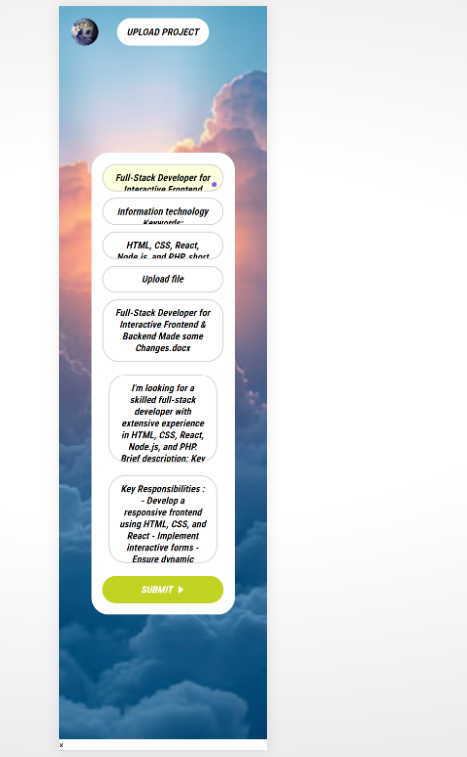 UPLOAD PROJECT
Full-Stack Developer for
Interactive Frontend
Information technology
Keywords:
HTML, CSS, React,
Node.js, and PHP. short
Upload file
Full-Stack Developer for
Interactive Frontend &
Backend Made some
Changes.docx
I'm looking for a
skilled full-stack
developer with
extensive experience
in HTML, CSS, React,
Node.js, and PHP.
Brief description: Key
Key Responsibilities :
- Develop a
responsive frontend
using HTML, CSS, and
React - Implement
interactive forms -
Ensure dynamic
SUBMIT
x